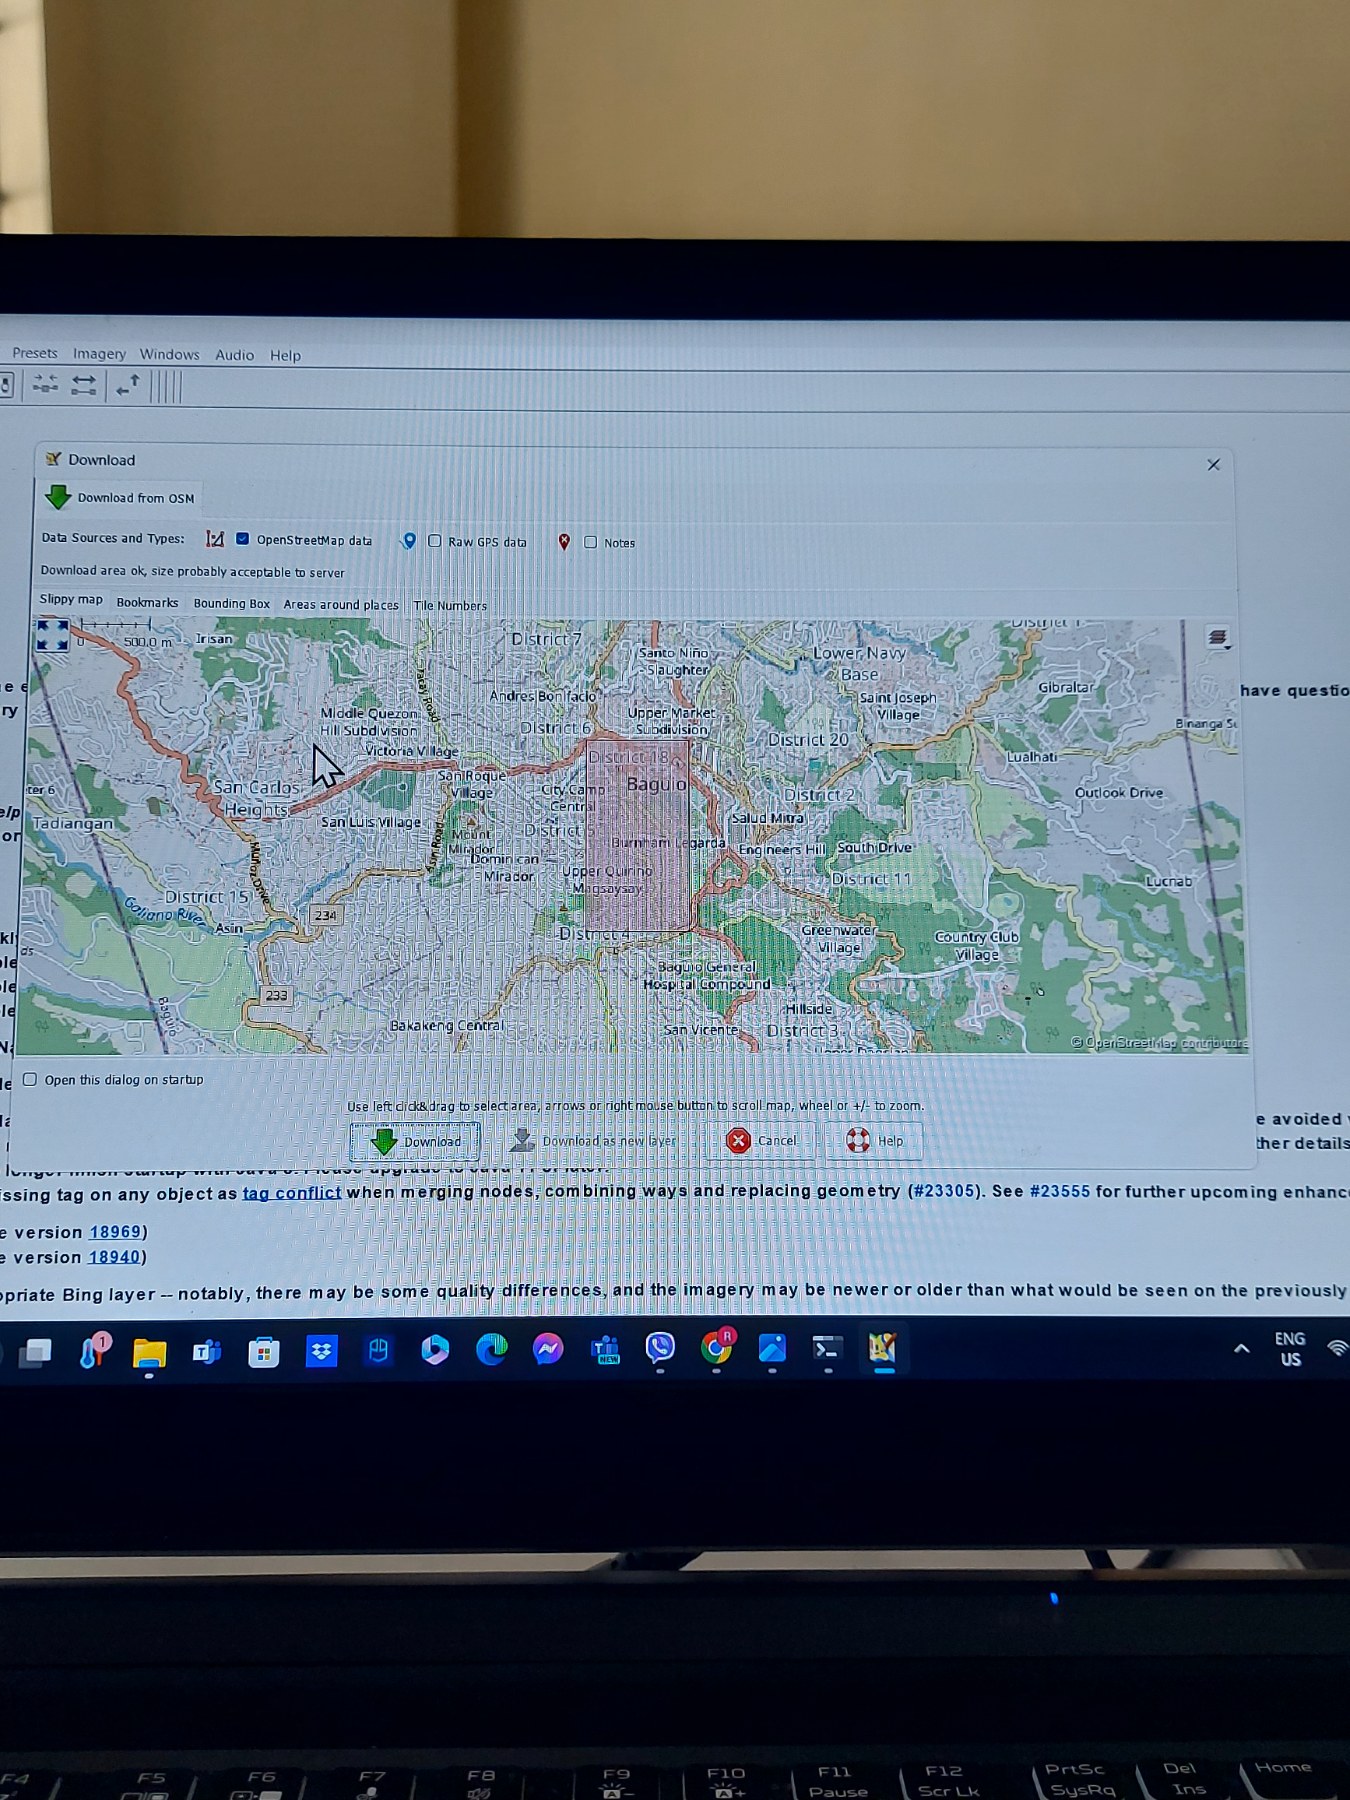 Presets Imagery Windows Audio Help
Download
Download from OSM
Data Sources and Types: OpenStreetMap data Raw GPS data Notes
Download area ok, size probably acceptable to server
Slippy map Bookmarks Bounding Box Areas around places Tile Numbers
0 500.0 m
Irisan
District 7
Santo Niño
Slaughter
Lower Navy
Base
District 1
Gibraltar
Saint Joseph
Village
Andres Bonifacio
Middle Quezon
Hill Subdivision
Upper Market
Subdivision
District 6
District 20
Binanga
Victoria Village
District 18
Lualhati
San Roque
Village
San Carlos
Heights
City Camp
Central
Baguio
District 2
Outlook Drive
Tadiangan
San Luis Village
Asin Road
Mount
Mirador
District 5
Salud Mitra
Dominican
Mirador
Burnham Legarda
Engineers Hill
South Drive
Muñoz Drive
Upper Quirino
Magsaysay
District 11
Lucnab
District 15
Galiano River
Asin
234
District 4
Greenwater
Village
Country Club
Village
233
Baguio General
Hospital Compound
Baguio
Bakakeng Central
Hillside
San Vicente
District 3
© OpenStreetMap contributors
have questio
Open this dialog on startup
Use left click&drag to select area, arrows or right mouse button to scroll map, wheel or +/- to zoom.
Download Download as new layer Cancel Help
e avoided
ther details
issing tag on any object as tag conflict when merging nodes, combining ways and replacing geometry (#23305). See #23555 for further upcoming enhanc
e version 18969)
e version 18940)
opriate Bing layer -- notably, there may be some quality differences, and the imagery may be newer or older than what would be seen on the previously
1
NEW
R
ENG
US
F4 F5 F6 F7 F8 F9 F10 F11 F12 PrtSc Del Home
Pause Scr Lk SysRq Ins